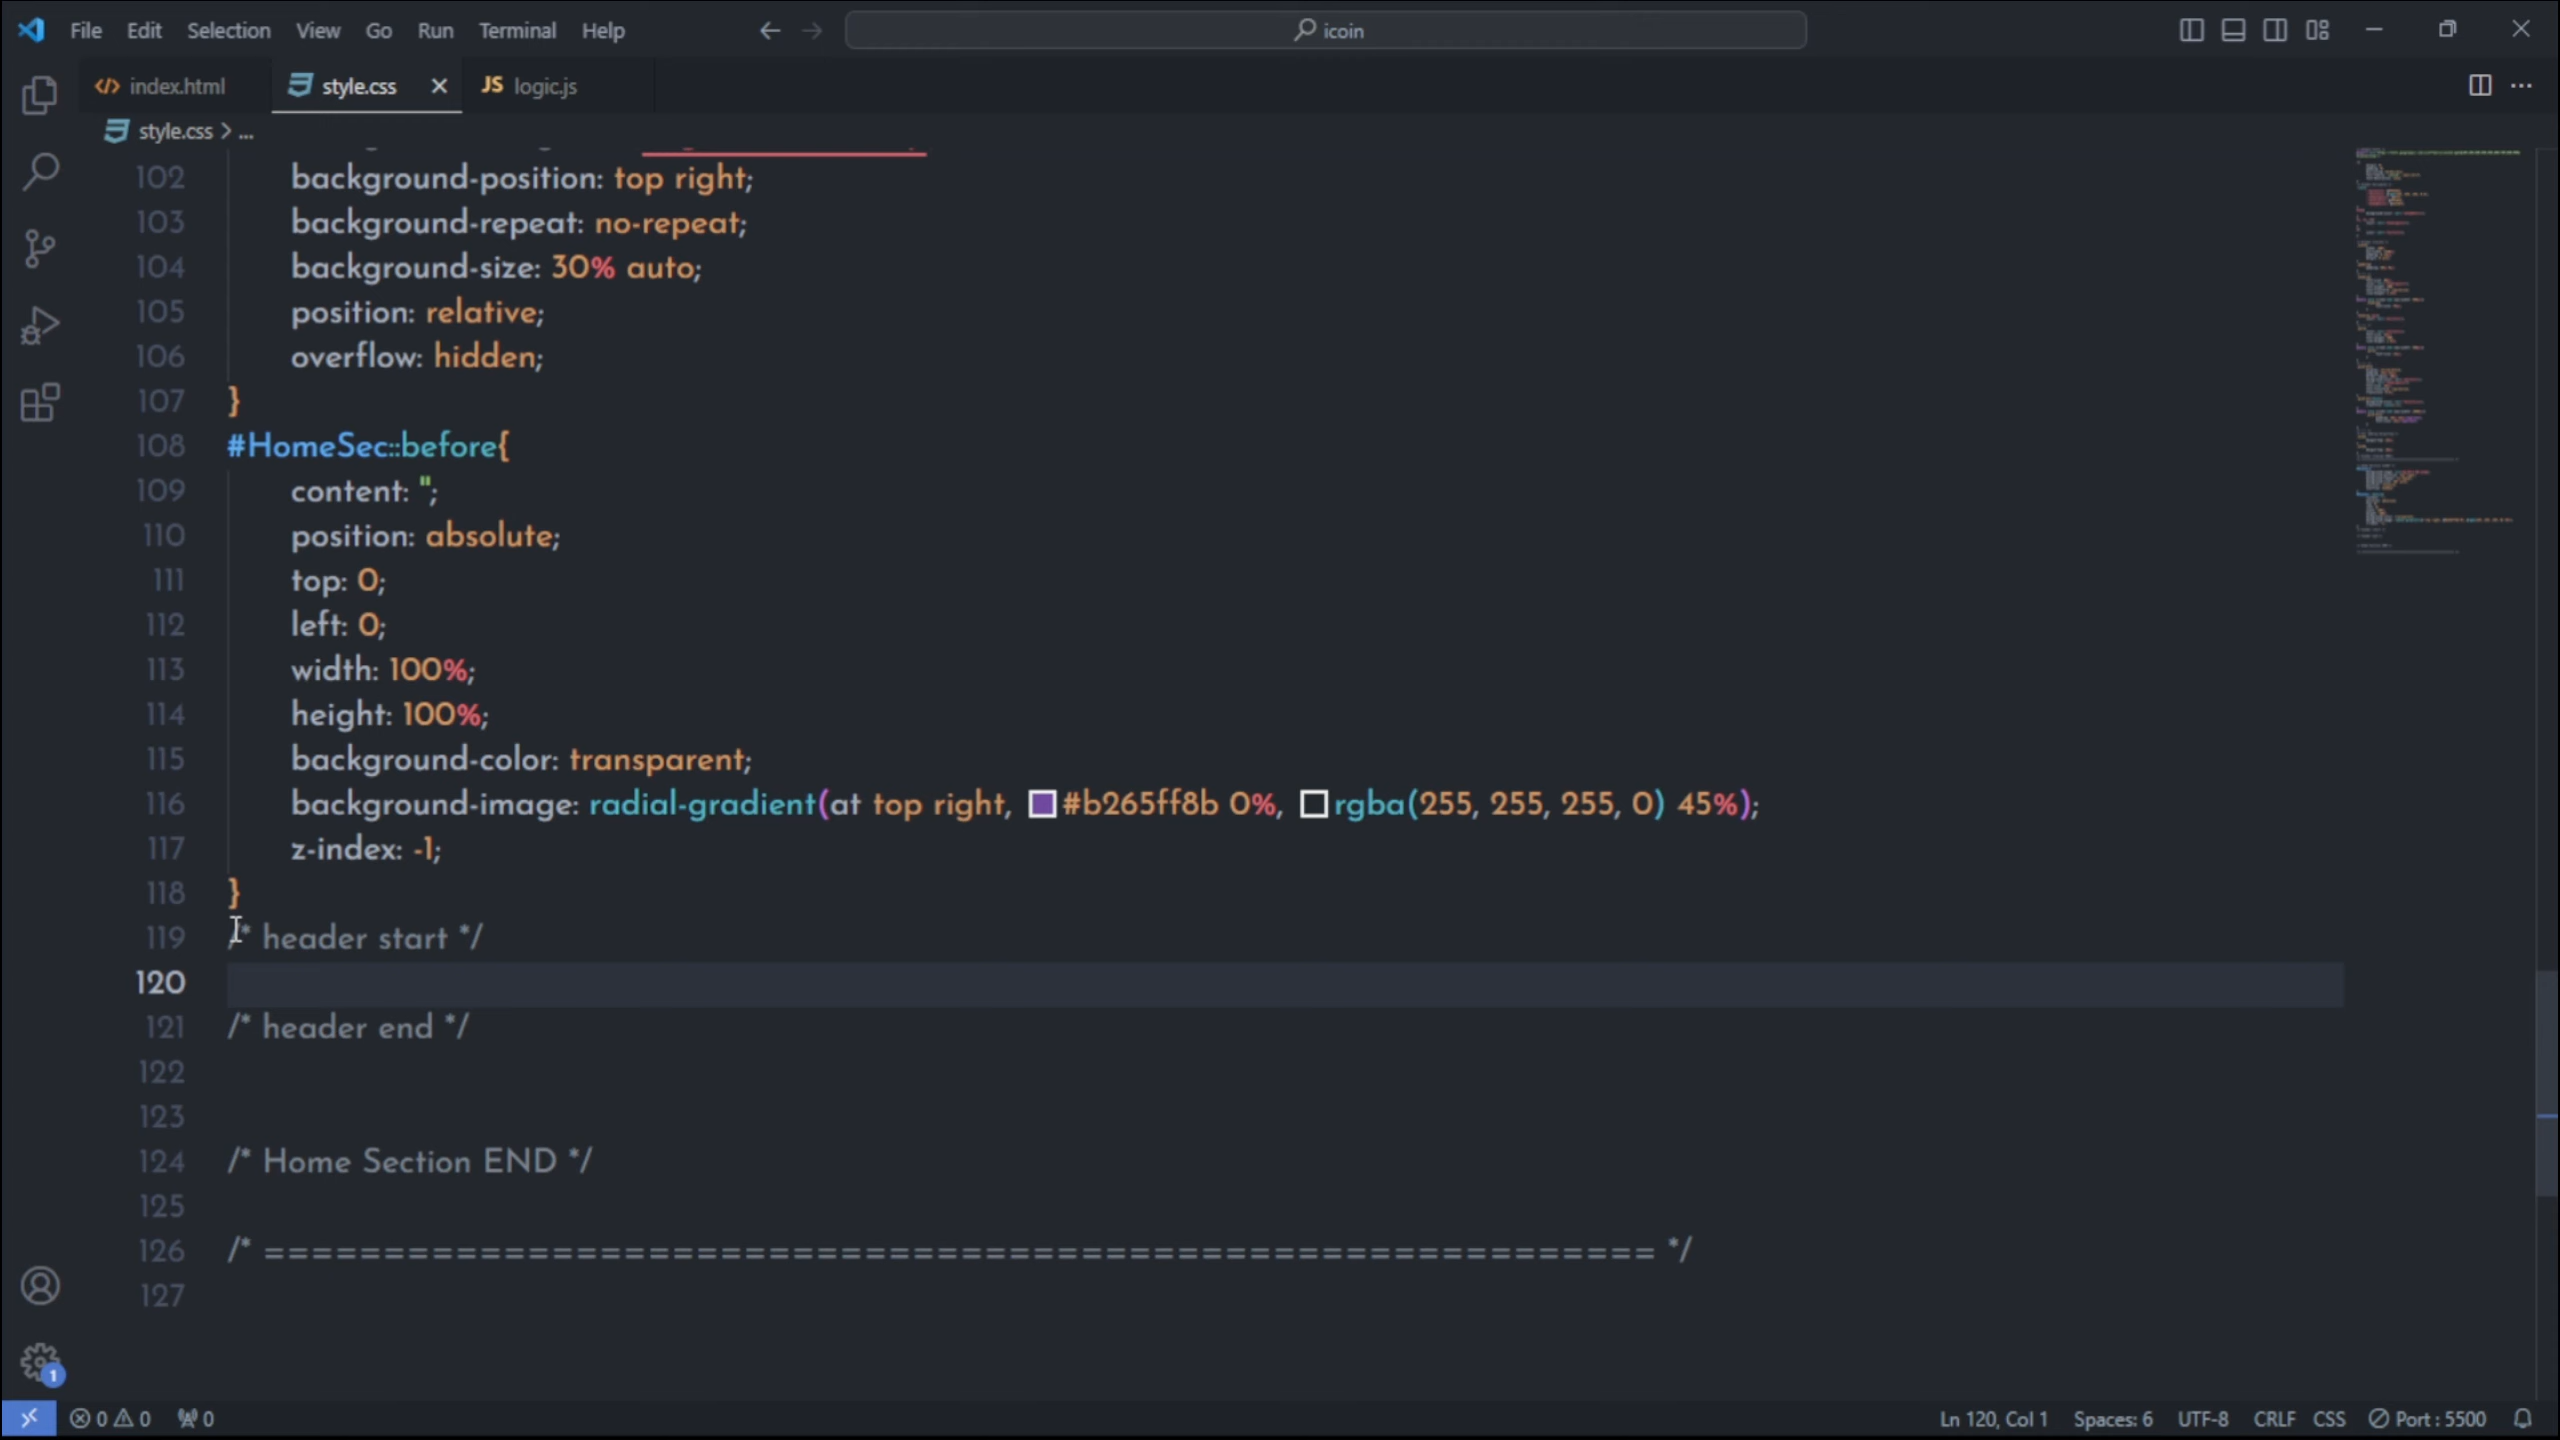 File Edit Selection View Go Run Terminal Help
icoin
index.html
style.css
JS logic.js
style.css > ...
102 background-position: top right;
103 background-repeat: no-repeat;
104 background-size: 30% auto;
105 position: relative;
106 overflow: hidden;
107 }
108 #HomeSec::before{
109 content: '';
110 position: absolute;
111 top: 0;
112 left: 0;
113 width: 100%;
114 height: 100%;
115 background-color: transparent;
116 background-image: radial-gradient(at top right, #b265ff8b 0%, rgba(255, 255, 255, 0) 45%);
117 z-index: -1;
118 }
119 /* header start */
120
121 /* header end */
122
123
124 /* Home Section END */
125
126 /* ========================================================== */
127
1
0 0 0
Ln 120, Col 1 Spaces: 6 UTF-8 CRLF CSS Port : 5500